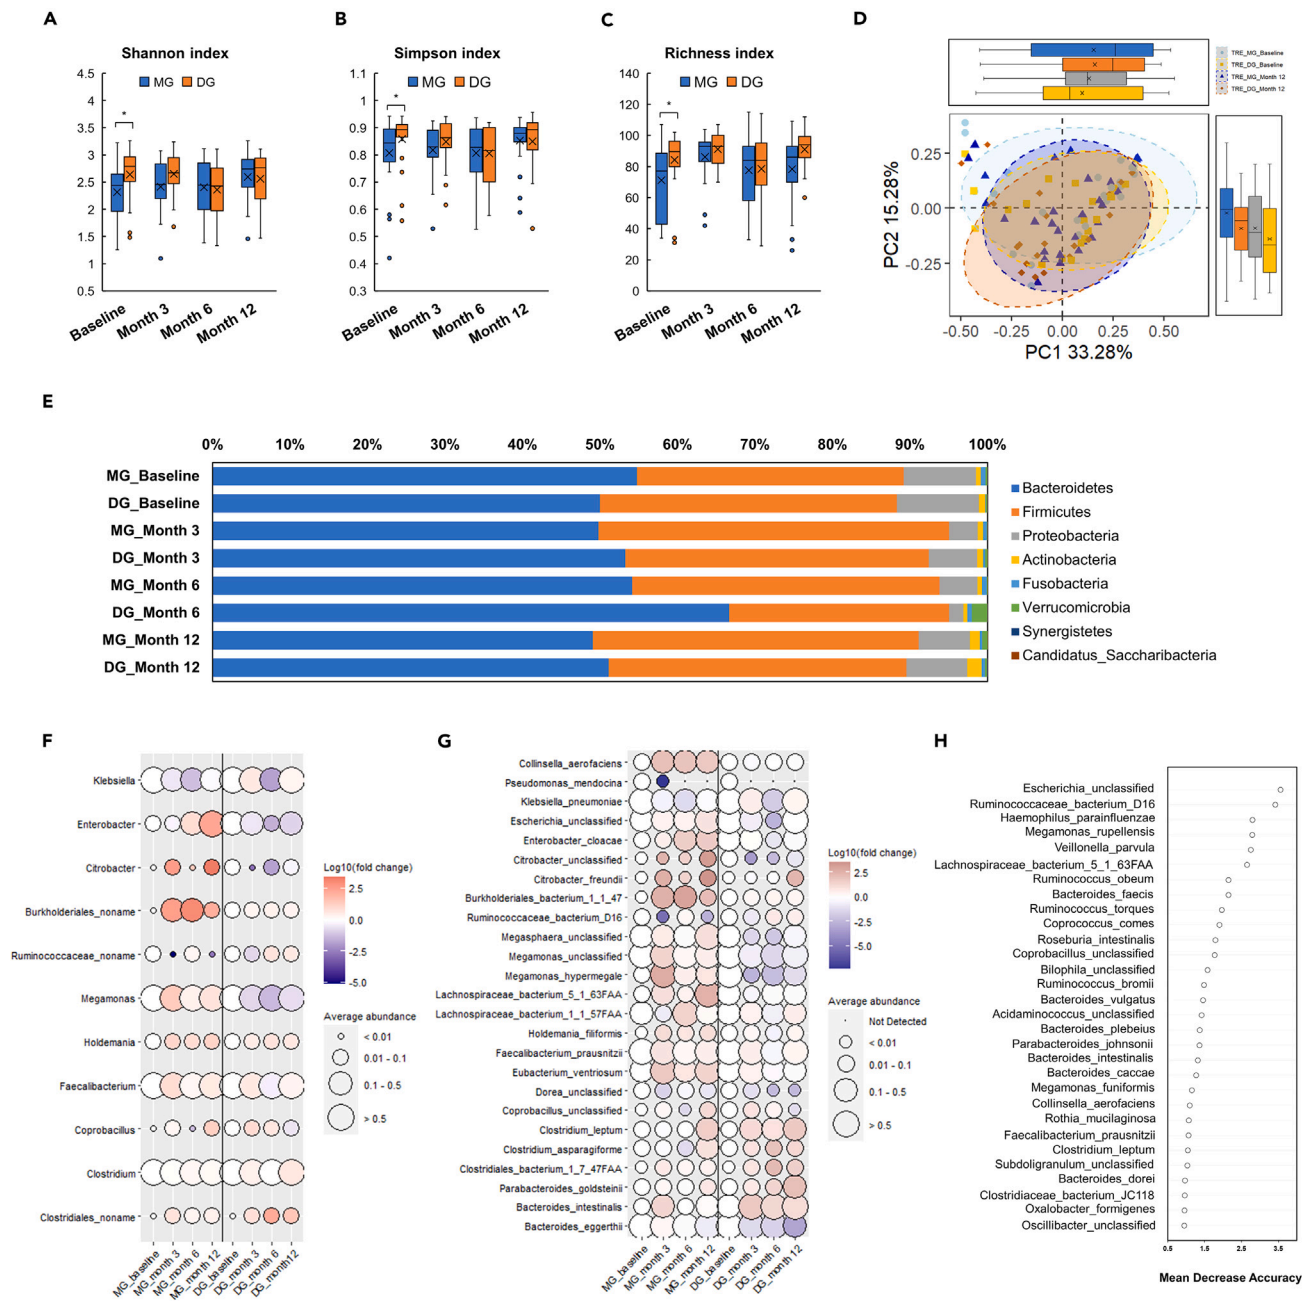 A
Shannon index
MG DG
4.5
4
3.5
3
2.5
2
1.5
1
0.5
*
Baseline
Month 3
Month 6
Month 12
B
Simpson index
MG DG
1.1
1
0.9
0.8
0.7
0.6
0.5
0.4
0.3
*
Baseline
Month 3
Month 6
Month 12
C
Richness index
MG DG
140
120
100
80
60
40
20
0
*
Baseline
Month 3
Month 6
Month 12
D
TRE_MG_Baseline
TRE_DG_Baseline
TRE_MG_Month 12
TRE_DG_Month 12
PC2 15.28%
0.25
0.00
-0.25
-0.50 -0.25 0.00 0.25 0.50
PC1 33.28%
E
0% 10% 20% 30% 40% 50% 60% 70% 80% 90% 100%
MG_Baseline
DG_Baseline
MG_Month 3
DG_Month 3
MG_Month 6
DG_Month 6
MG_Month 12
DG_Month 12
Bacteroidetes
Firmicutes
Proteobacteria
Actinobacteria
Fusobacteria
Verrucomicrobia
Synergistetes
Candidatus_Saccharibacteria
F
Klebsiella
Enterobacter
Citrobacter
Burkholderiales_noname
Ruminococcaceae_noname
Megamonas
Holdemania
Faecalibacterium
Coprobacillus
Clostridium
Clostridiales_noname
MG_baseline
MG_month 3
MG_month 6
MG_month 12
DG_baseline
DG_month 3
DG_month 6
DG_month12
Log10(fold change)
2.5
0.0
-2.5
-5.0
Average abundance
< 0.01
0.01 - 0.1
0.1 - 0.5
> 0.5
G
Collinsella_aerofaciens
Pseudomonas_mendocina
Klebsiella_pneumoniae
Escherichia_unclassified
Enterobacter_cloacae
Citrobacter_unclassified
Citrobacter_freundii
Burkholderiales_bacterium_1_1_47
Ruminococcaceae_bacterium_D16
Megasphaera_unclassified
Megamonas_unclassified
Megamonas_hypermegale
Lachnospiraceae_bacterium_5_1_63FAA
Lachnospiraceae_bacterium_1_1_57FAA
Holdemania_filiformis
Faecalibacterium_prausnitzii
Eubacterium_ventriosum
Dorea_unclassified
Coprobacillus_unclassified
Clostridium_leptum
Clostridium_asparagiforme
Clostridiales_bacterium_1_7_47FAA
Parabacteroides_goldsteinii
Bacteroides_intestinalis
Bacteroides_eggerthii
MG_baseline
MG_month 3
MG_month 6
MG_month 12
DG_baseline
DG_month 3
DG_month 6
DG_month 12
Log10(fold change)
2.5
0.0
-2.5
-5.0
Average abundance
Not Detected
< 0.01
0.01 - 0.1
0.1 - 0.5
> 0.5
H
Escherichia_unclassified
Ruminococcaceae_bacterium_D16
Haemophilus_parainfluenzae
Megamonas_rupellensis
Veillonella_parvula
Lachnospiraceae_bacterium_5_1_63FAA
Ruminococcus_obeum
Bacteroides_faecis
Ruminococcus_torques
Coprococcus_comes
Roseburia_intestinalis
Coprobacillus_unclassified
Bilophila_unclassified
Ruminococcus_bromii
Bacteroides_vulgatus
Acidaminococcus_unclassified
Bacteroides_plebeius
Parabacteroides_johnsonii
Bacteroides_intestinalis
Bacteroides_caccae
Megamonas_funiformis
Collinsella_aerofaciens
Rothia_mucilaginosa
Faecalibacterium_prausnitzii
Clostridium_leptum
Subdoligranulum_unclassified
Bacteroides_dorei
Clostridiaceae_bacterium_JC118
Oxalobacter_formigenes
Oscillibacter_unclassified
0.5 1.5 2.5 3.5
Mean Decrease Accuracy